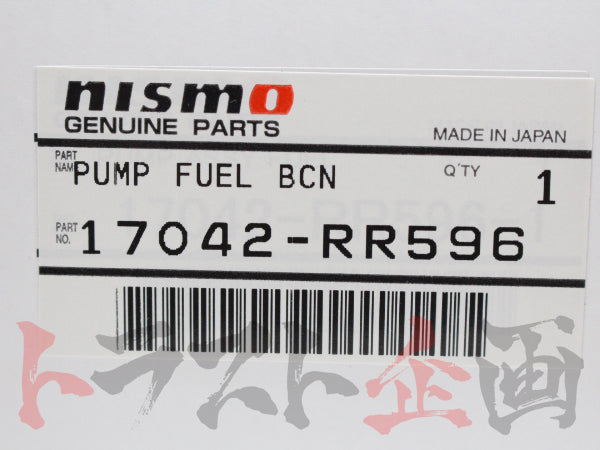 nismo
GENUINE PARTS
MADE IN JAPAN
PART NAME PUMP FUEL BCN Q'TY 1
PART NO. 17042-RR596
トラスト企画